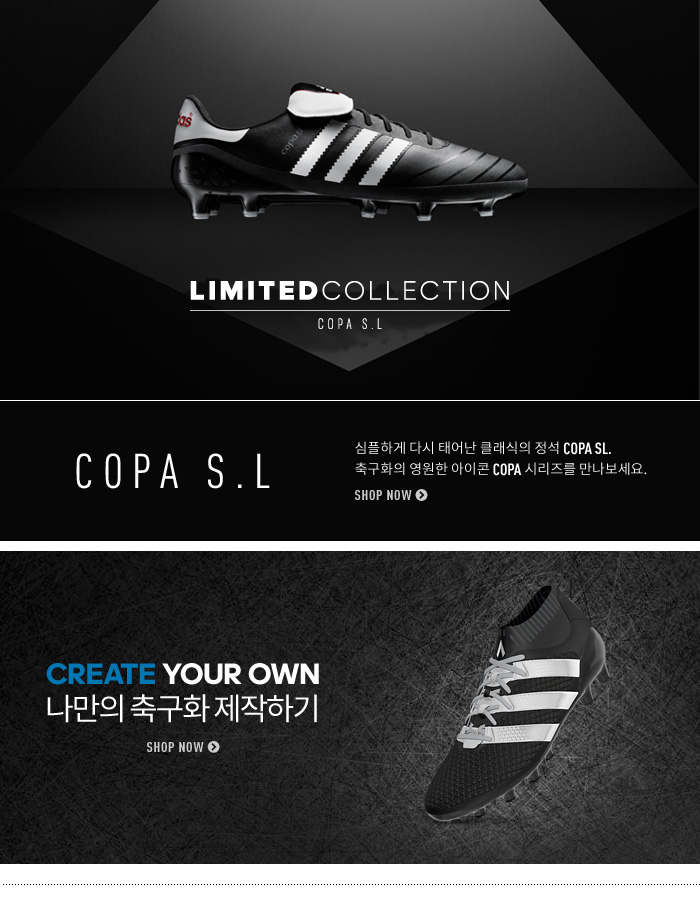 copa
LIMITEDCOLLECTION
COPA S.L
COPA S.L
심플하게 다시 태어난 클래식의 정석 COPA SL.
축구화의 영원한 아이콘 COPA 시리즈를 만나보세요.
SHOP NOW
CREATE YOUR OWN
나만의 축구화 제작하기
SHOP NOW